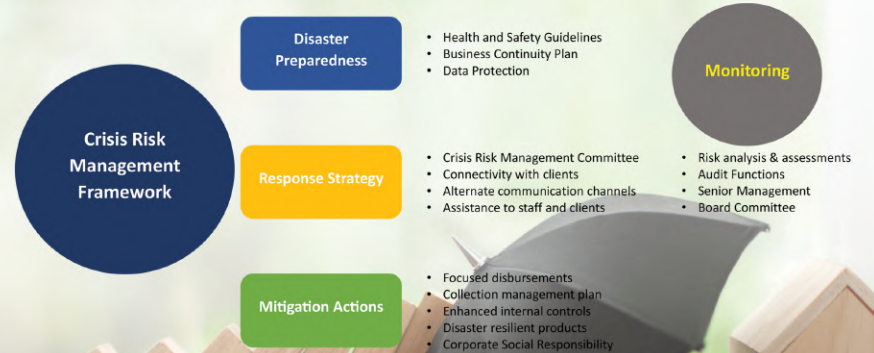 Crisis Risk
Management
Framework
Disaster
Preparedness
• Health and Safety Guidelines
• Business Continuity Plan
• Data Protection
Response Strategy
• Crisis Risk Management Committee
• Connectivity with clients
• Alternate communication channels
• Assistance to staff and clients
Mitigation Actions
• Focused disbursements
• Collection management plan
• Enhanced internal controls
• Disaster resilient products
• Corporate Social Responsibility
Monitoring
• Risk analysis & assessments
• Audit Functions
• Senior Management
• Board Committee